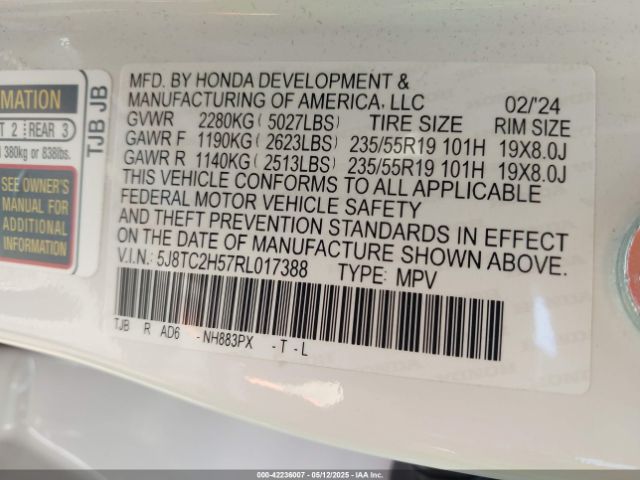 MATION
T 2 REAR 3
380kg or 838lbs.
SEE OWNER'S
MANUAL FOR
ADDITIONAL
INFORMATION
TJB JB
MFD. BY HONDA DEVELOPMENT &
MANUFACTURING OF AMERICA, LLC 02/'24
GVWR 2280KG (5027LBS) TIRE SIZE RIM SIZE
GAWR F 1190KG (2623LBS) 235/55R19 101H 19X8.0J
GAWR R 1140KG (2513LBS) 235/55R19 101H 19X8.0J
THIS VEHICLE CONFORMS TO ALL APPLICABLE
FEDERAL MOTOR VEHICLE SAFETY
AND THEFT PREVENTION STANDARDS IN EFFECT
ON THE DATE OF MANUFACTURE SHOWN ABOVE.
V.I.N.: 5J8TC2H57RL017388 TYPE: MPV
TJB R AD6 -NH883PX -T-L
000-42236007 - 05/12/2025 - IAA Inc.